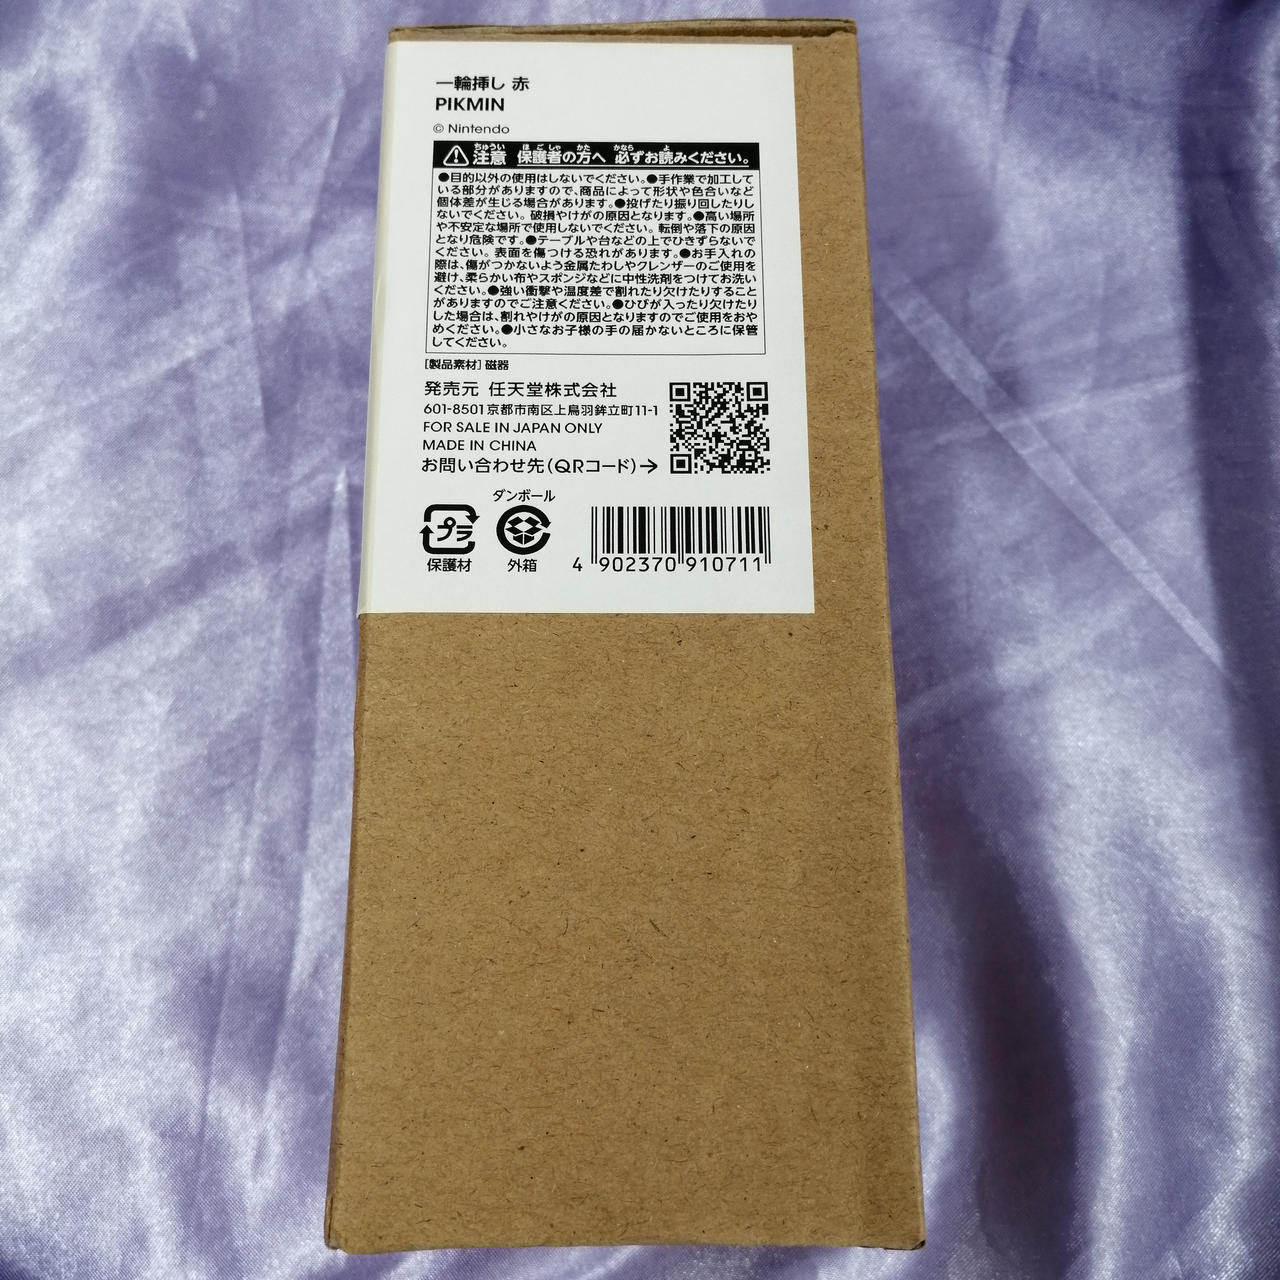 一輪挿し 赤
PIKMIN
© Nintendo
ちゅうい ほごしゃ かた かなら よ
注意 保護者の方へ 必ずお読みください。
●目的以外の使用はしないでください。●手作業で加工して
いる部分がありますので、商品によって形状や色合いなど
個体差が生じる場合があります。●投げたり振り回したりし
ないでください。破損やけがの原因となります。●高い場所
や不安定な場所で使用しないでください。転倒や落下の原因
となり危険です。●テーブルや台などの上でひきずらないで
ください。表面を傷つける恐れがあります。●お手入れの
際は、傷がつかないよう金属たわしやクレンザーのご使用を
避け、柔らかい布やスポンジなどに中性洗剤をつけてお洗い
ください。●強い衝撃や温度差で割れたり欠けたりすること
がありますのでご注意ください。●ひびが入ったり欠けたり
した場合は、割れやけがの原因となりますのでご使用をおや
めください。●小さなお子様の手の届かないところに保管
してください。
［製品素材］磁器
発売元 任天堂株式会社
601-8501 京都市南区上鳥羽鉾立町11-1
FOR SALE IN JAPAN ONLY
MADE IN CHINA
お問い合わせ先（QRコード）→
ダンボール
プラ
保護材 外箱
4 902370 910711